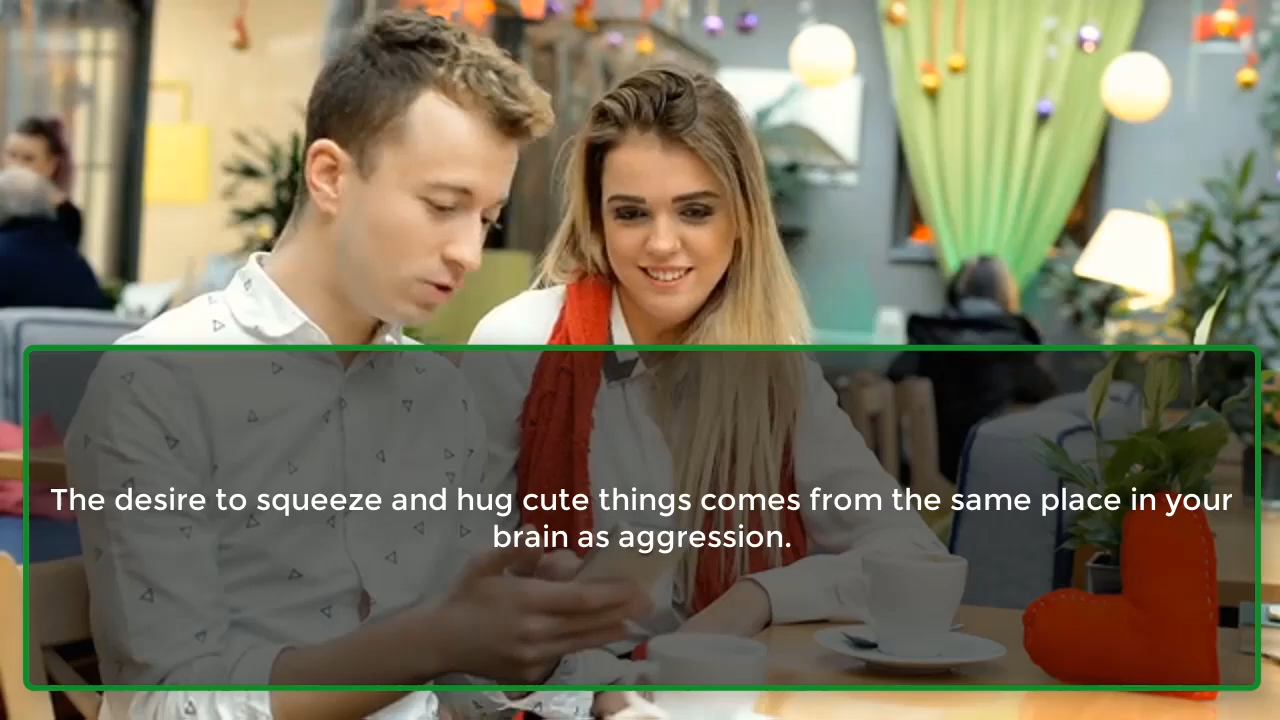 The desire to squeeze and hug cute things comes from the same place in your
brain as aggression.